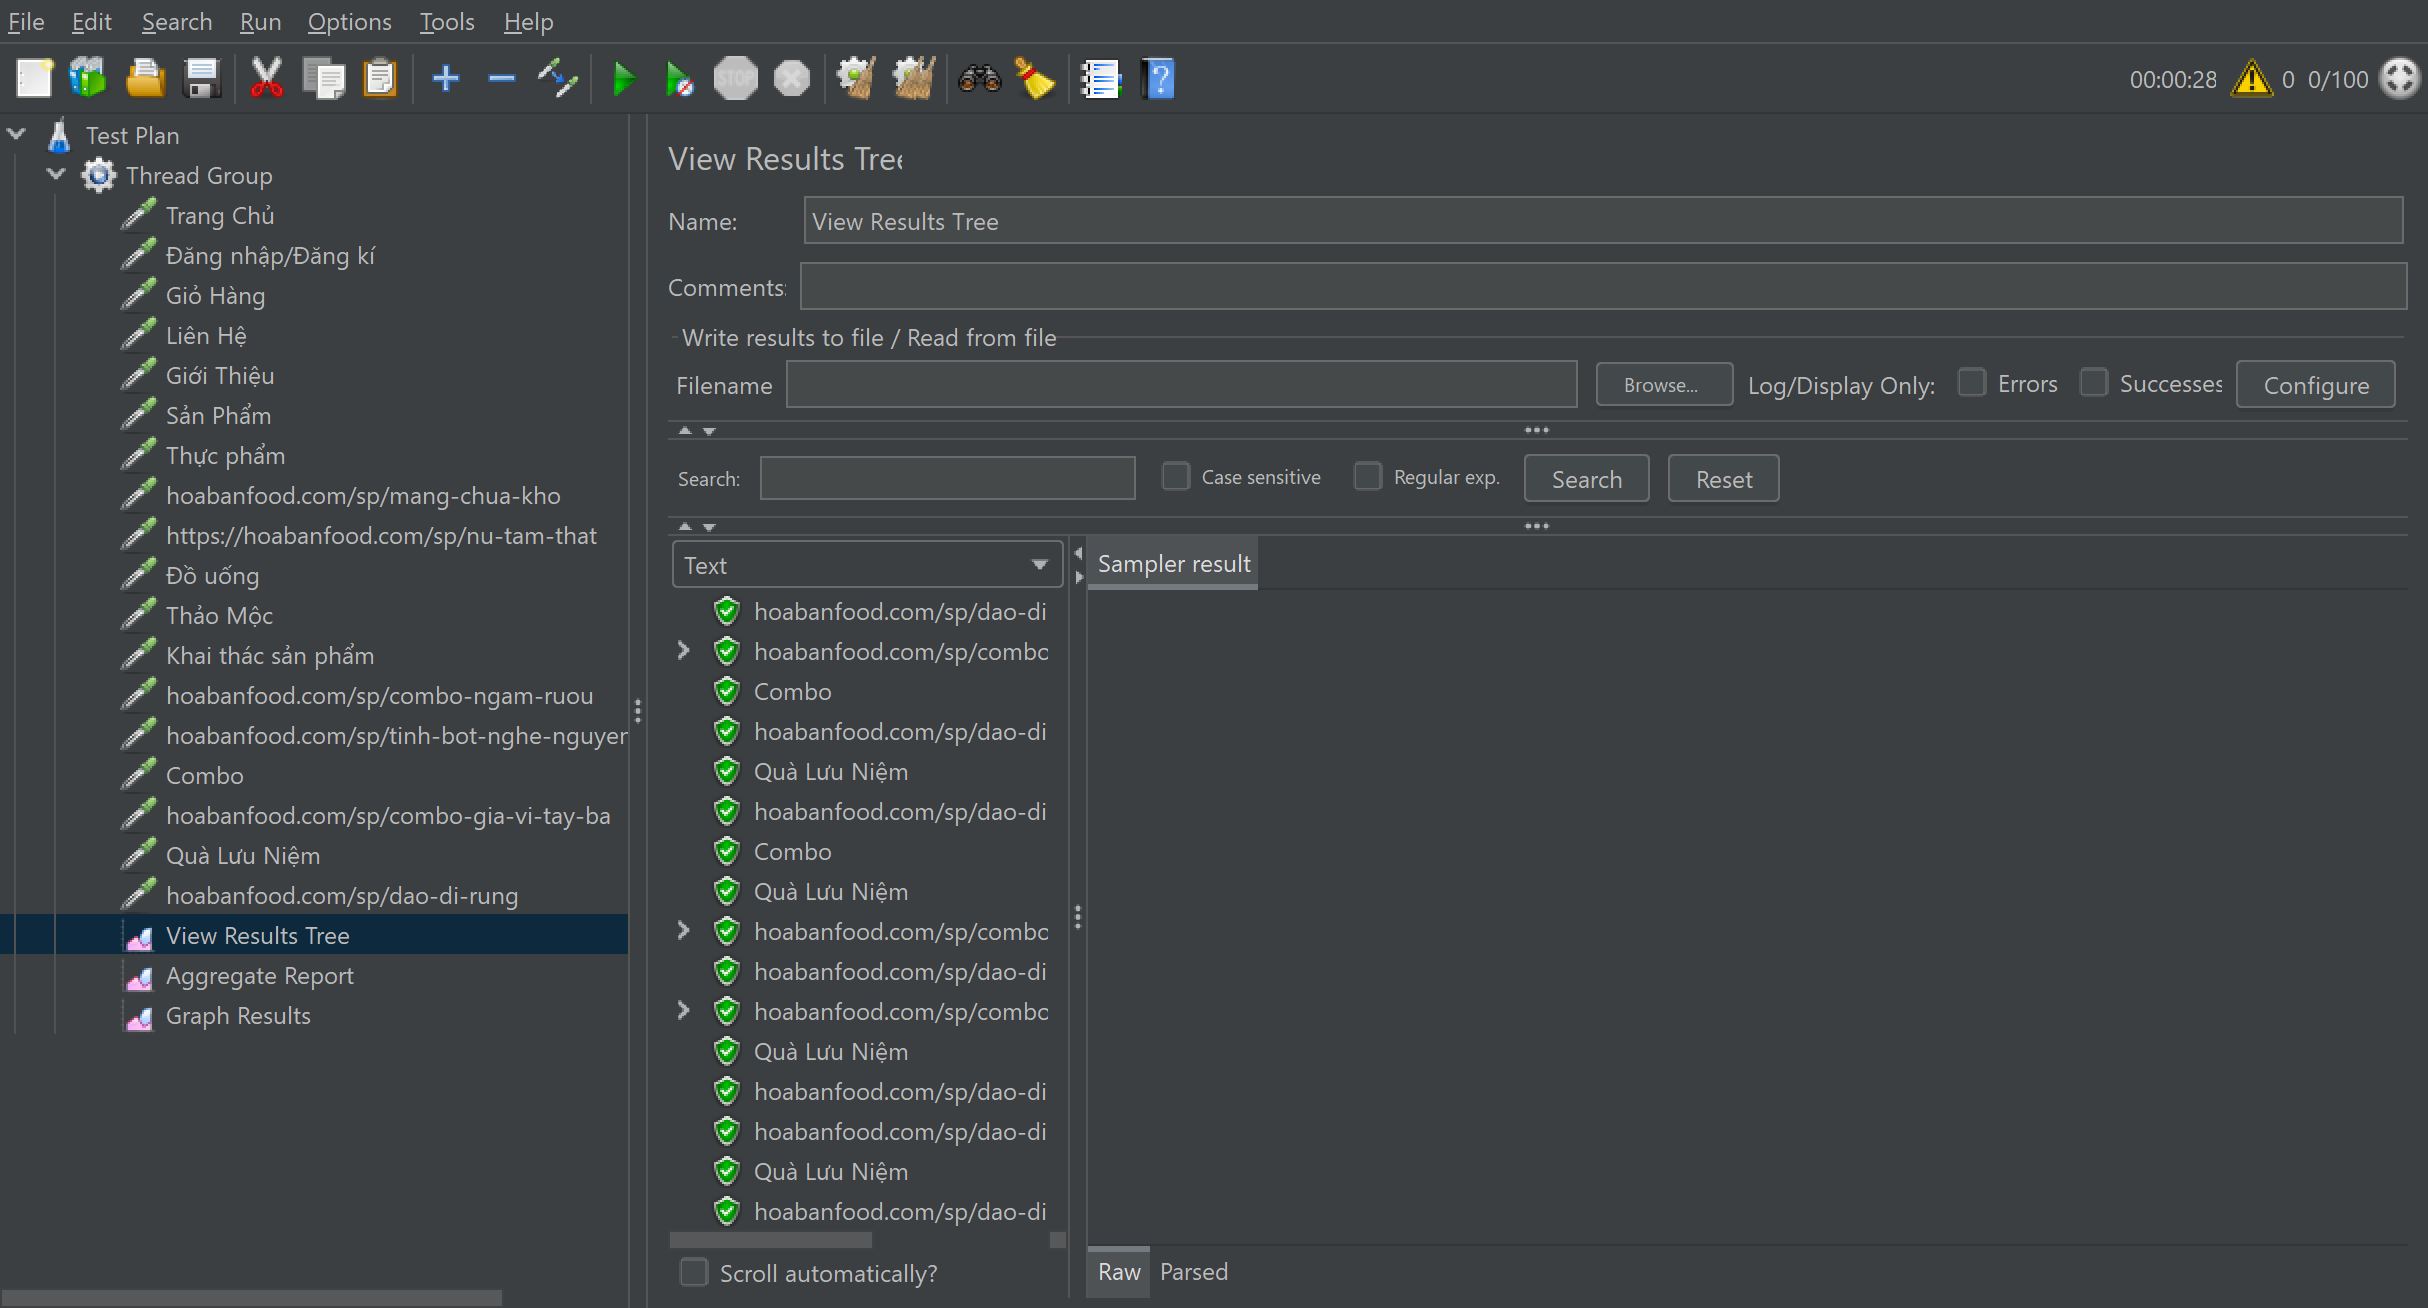 File Edit Search Run Options Tools Help
STOP
00:00:28 0 0/100
Test Plan
Thread Group
Trang Chủ
Đăng nhập/Đăng kí
Giỏ Hàng
Liên Hệ
Giới Thiệu
Sản Phẩm
Thực phẩm
hoabanfood.com/sp/mang-chua-kho
https://hoabanfood.com/sp/nu-tam-that
Đồ uống
Thảo Mộc
Khai thác sản phẩm
hoabanfood.com/sp/combo-ngam-ruou
hoabanfood.com/sp/tinh-bot-nghe-nguyer
Combo
hoabanfood.com/sp/combo-gia-vi-tay-ba
Quà Lưu Niệm
hoabanfood.com/sp/dao-di-rung
View Results Tree
Aggregate Report
Graph Results
View Results Tree
Name: View Results Tree
Comments:
Write results to file / Read from file
Filename Browse... Log/Display Only: Errors Successes Configure
Search: Case sensitive Regular exp. Search Reset
Text
Sampler result
hoabanfood.com/sp/dao-di
hoabanfood.com/sp/combo
Combo
hoabanfood.com/sp/dao-di
Quà Lưu Niệm
hoabanfood.com/sp/dao-di
Combo
Quà Lưu Niệm
hoabanfood.com/sp/combo
hoabanfood.com/sp/dao-di
hoabanfood.com/sp/combo
Quà Lưu Niệm
hoabanfood.com/sp/dao-di
hoabanfood.com/sp/dao-di
Quà Lưu Niệm
hoabanfood.com/sp/dao-di
Scroll automatically?
Raw Parsed